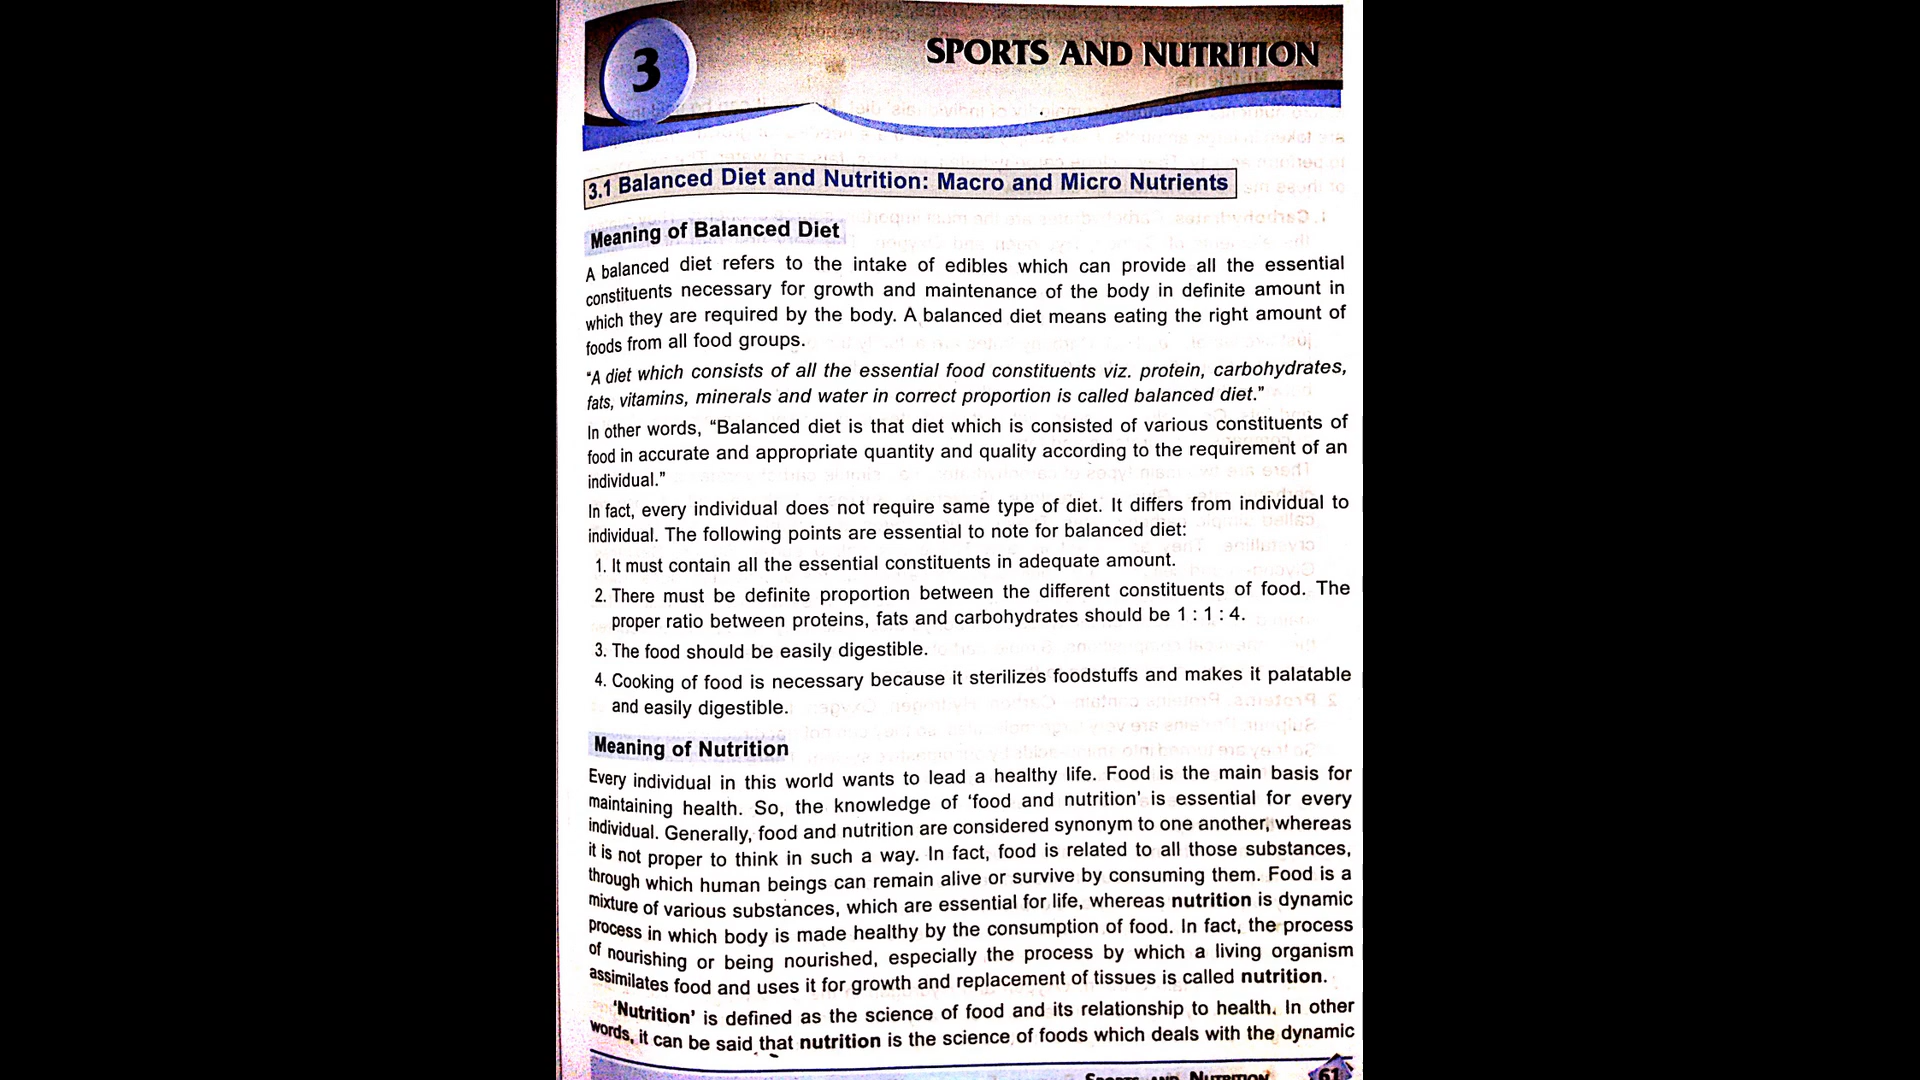 3
SPORTS AND NUTRITION
3.1 Balanced Diet and Nutrition: Macro and Micro Nutrients
Meaning of Balanced Diet
A balanced diet refers to the intake of edibles which can provide all the essential
constituents necessary for growth and maintenance of the body in definite amount in
which they are required by the body. A balanced diet means eating the right amount of
foods from all food groups.
"A diet which consists of all the essential food constituents viz. protein, carbohydrates,
fats, vitamins, minerals and water in correct proportion is called balanced diet."
In other words, "Balanced diet is that diet which is consisted of various constituents of
food in accurate and appropriate quantity and quality according to the requirement of an
individual."
In fact, every individual does not require same type of diet. It differs from individual to
individual. The following points are essential to note for balanced diet:
1. It must contain all the essential constituents in adequate amount.
2. There must be definite proportion between the different constituents of food. The
proper ratio between proteins, fats and carbohydrates should be 1 : 1 : 4.
3. The food should be easily digestible.
4. Cooking of food is necessary because it sterilizes foodstuffs and makes it palatable
and easily digestible.
Meaning of Nutrition
Every individual in this world wants to lead a healthy life. Food is the main basis for
maintaining health. So, the knowledge of 'food and nutrition' is essential for every
individual. Generally, food and nutrition are considered synonym to one another, whereas
it is not proper to think in such a way. In fact, food is related to all those substances,
through which human beings can remain alive or survive by consuming them. Food is a
mixture of various substances, which are essential for life, whereas nutrition is dynamic
process in which body is made healthy by the consumption of food. In fact, the process
of nourishing or being nourished, especially the process by which a living organism
assimilates food and uses it for growth and replacement of tissues is called nutrition.
'Nutrition' is defined as the science of food and its relationship to health. In other
words, it can be said that nutrition is the science of foods which deals with the dynamic
SPORTS AND NUTRITION 61